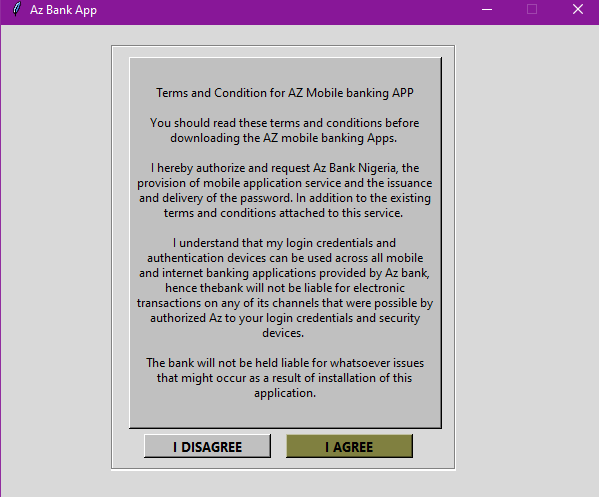 Az Bank App
Terms and Condition for AZ Mobile banking APP
You should read these terms and conditions before
downloading the AZ mobile banking Apps.
I hereby authorize and request Az Bank Nigeria, the
provision of mobile application service and the issuance
and delivery of the password. In addition to the existing
terms and conditions attached to this service.
I understand that my login credentials and
authentication devices can be used across all mobile
and internet banking applications provided by Az bank,
hence thebank will not be liable for electronic
transactions on any of its channels that were possible by
authorized Az to your login credentials and security
devices.
The bank will not be held liable for whatsoever issues
that might occur as a result of installation of this
application.
I DISAGREE
I AGREE